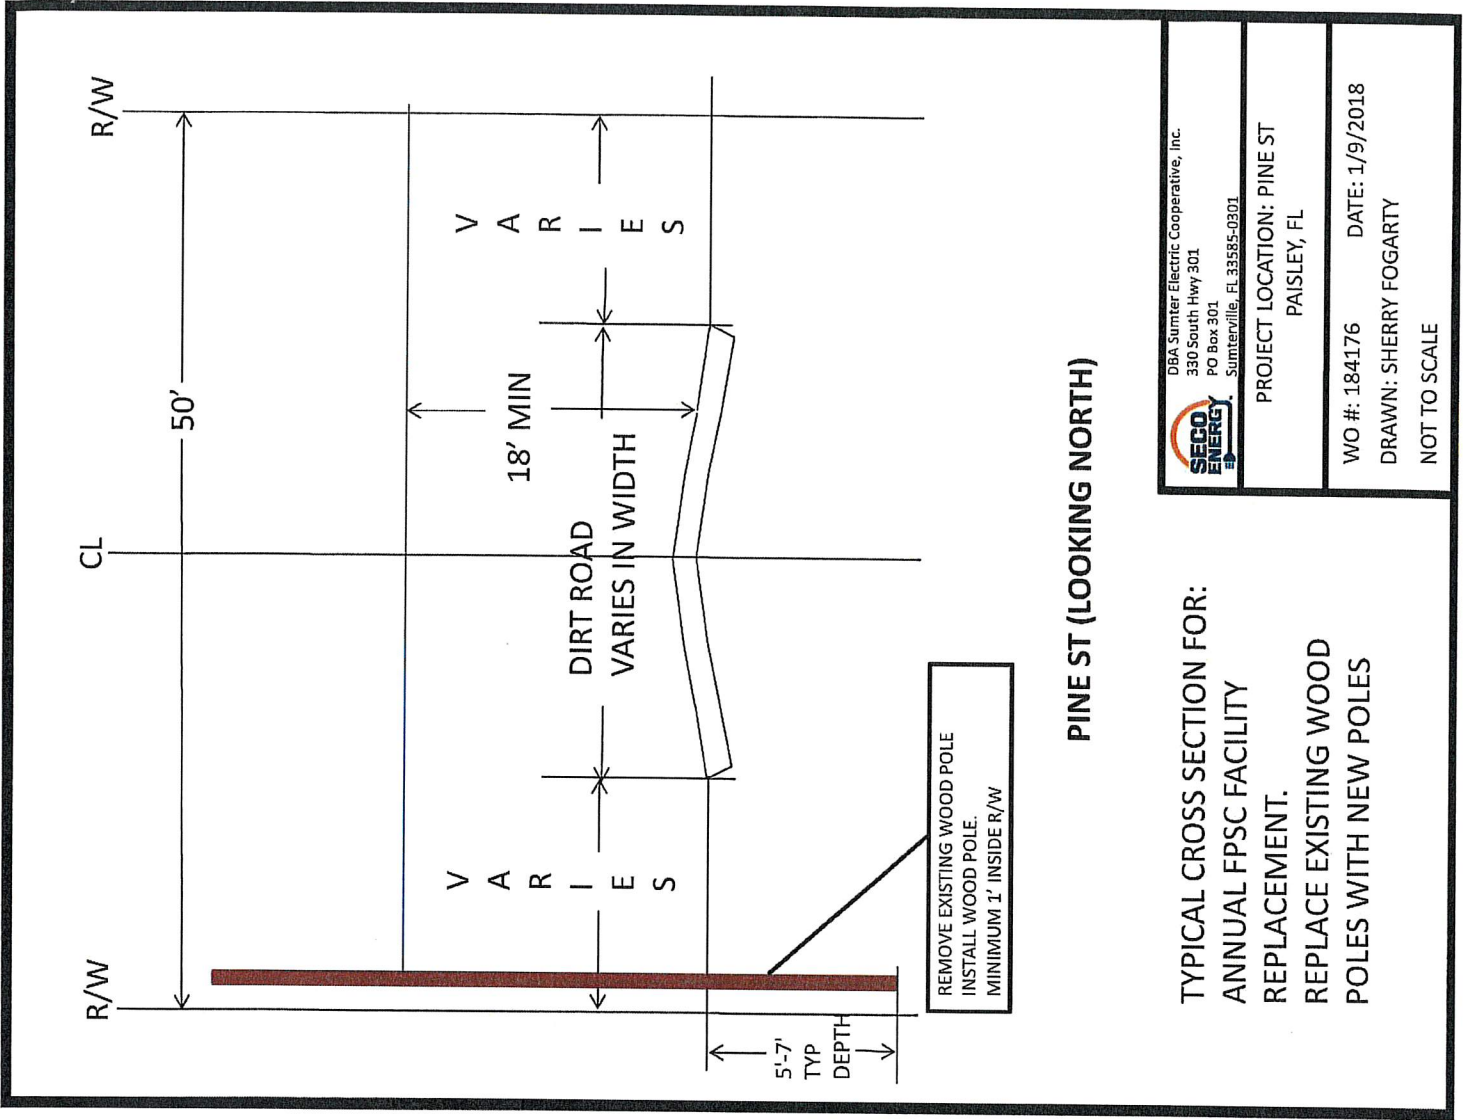 R/W
CL
R/W
50'
18' MIN
VARIES
DIRT ROAD
VARIES IN WIDTH
VARIES
5'-7'
TYP
DEPTH
REMOVE EXISTING WOOD POLE
INSTALL WOOD POLE.
MINIMUM 1' INSIDE R/W
PINE ST (LOOKING NORTH)
TYPICAL CROSS SECTION FOR:
ANNUAL FPSC FACILITY
REPLACEMENT.
REPLACE EXISTING WOOD
POLES WITH NEW POLES
SECO
ENERGY
DBA Sumter Electric Cooperative, Inc.
330 South Hwy 301
PO Box 301
Sumterville, FL 33585-0301
PROJECT LOCATION: PINE ST
PAISLEY, FL
WO #: 184176 DATE: 1/9/2018
DRAWN: SHERRY FOGARTY
NOT TO SCALE